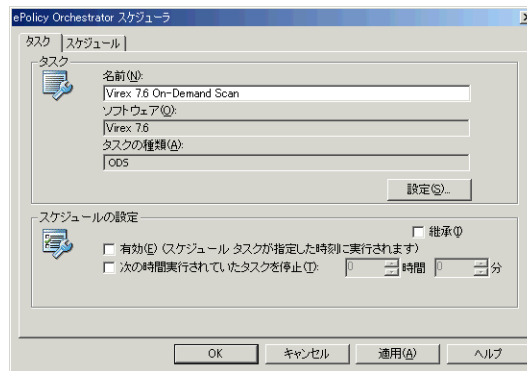 ePolicy Orchestrator スケジューラ
タスク スケジュール
タスク
名前(N):
Virex 7.6 On-Demand Scan
ソフトウェア(O):
Virex 7.6
タスクの種類(A):
ODS
設定(S)...
スケジュールの設定
継承(I)
有効(E) (スケジュール タスクが指定した時刻に実行されます)
次の時間実行されていたタスクを停止(T): 0 時間 0 分
OK キャンセル 適用(A) ヘルプ